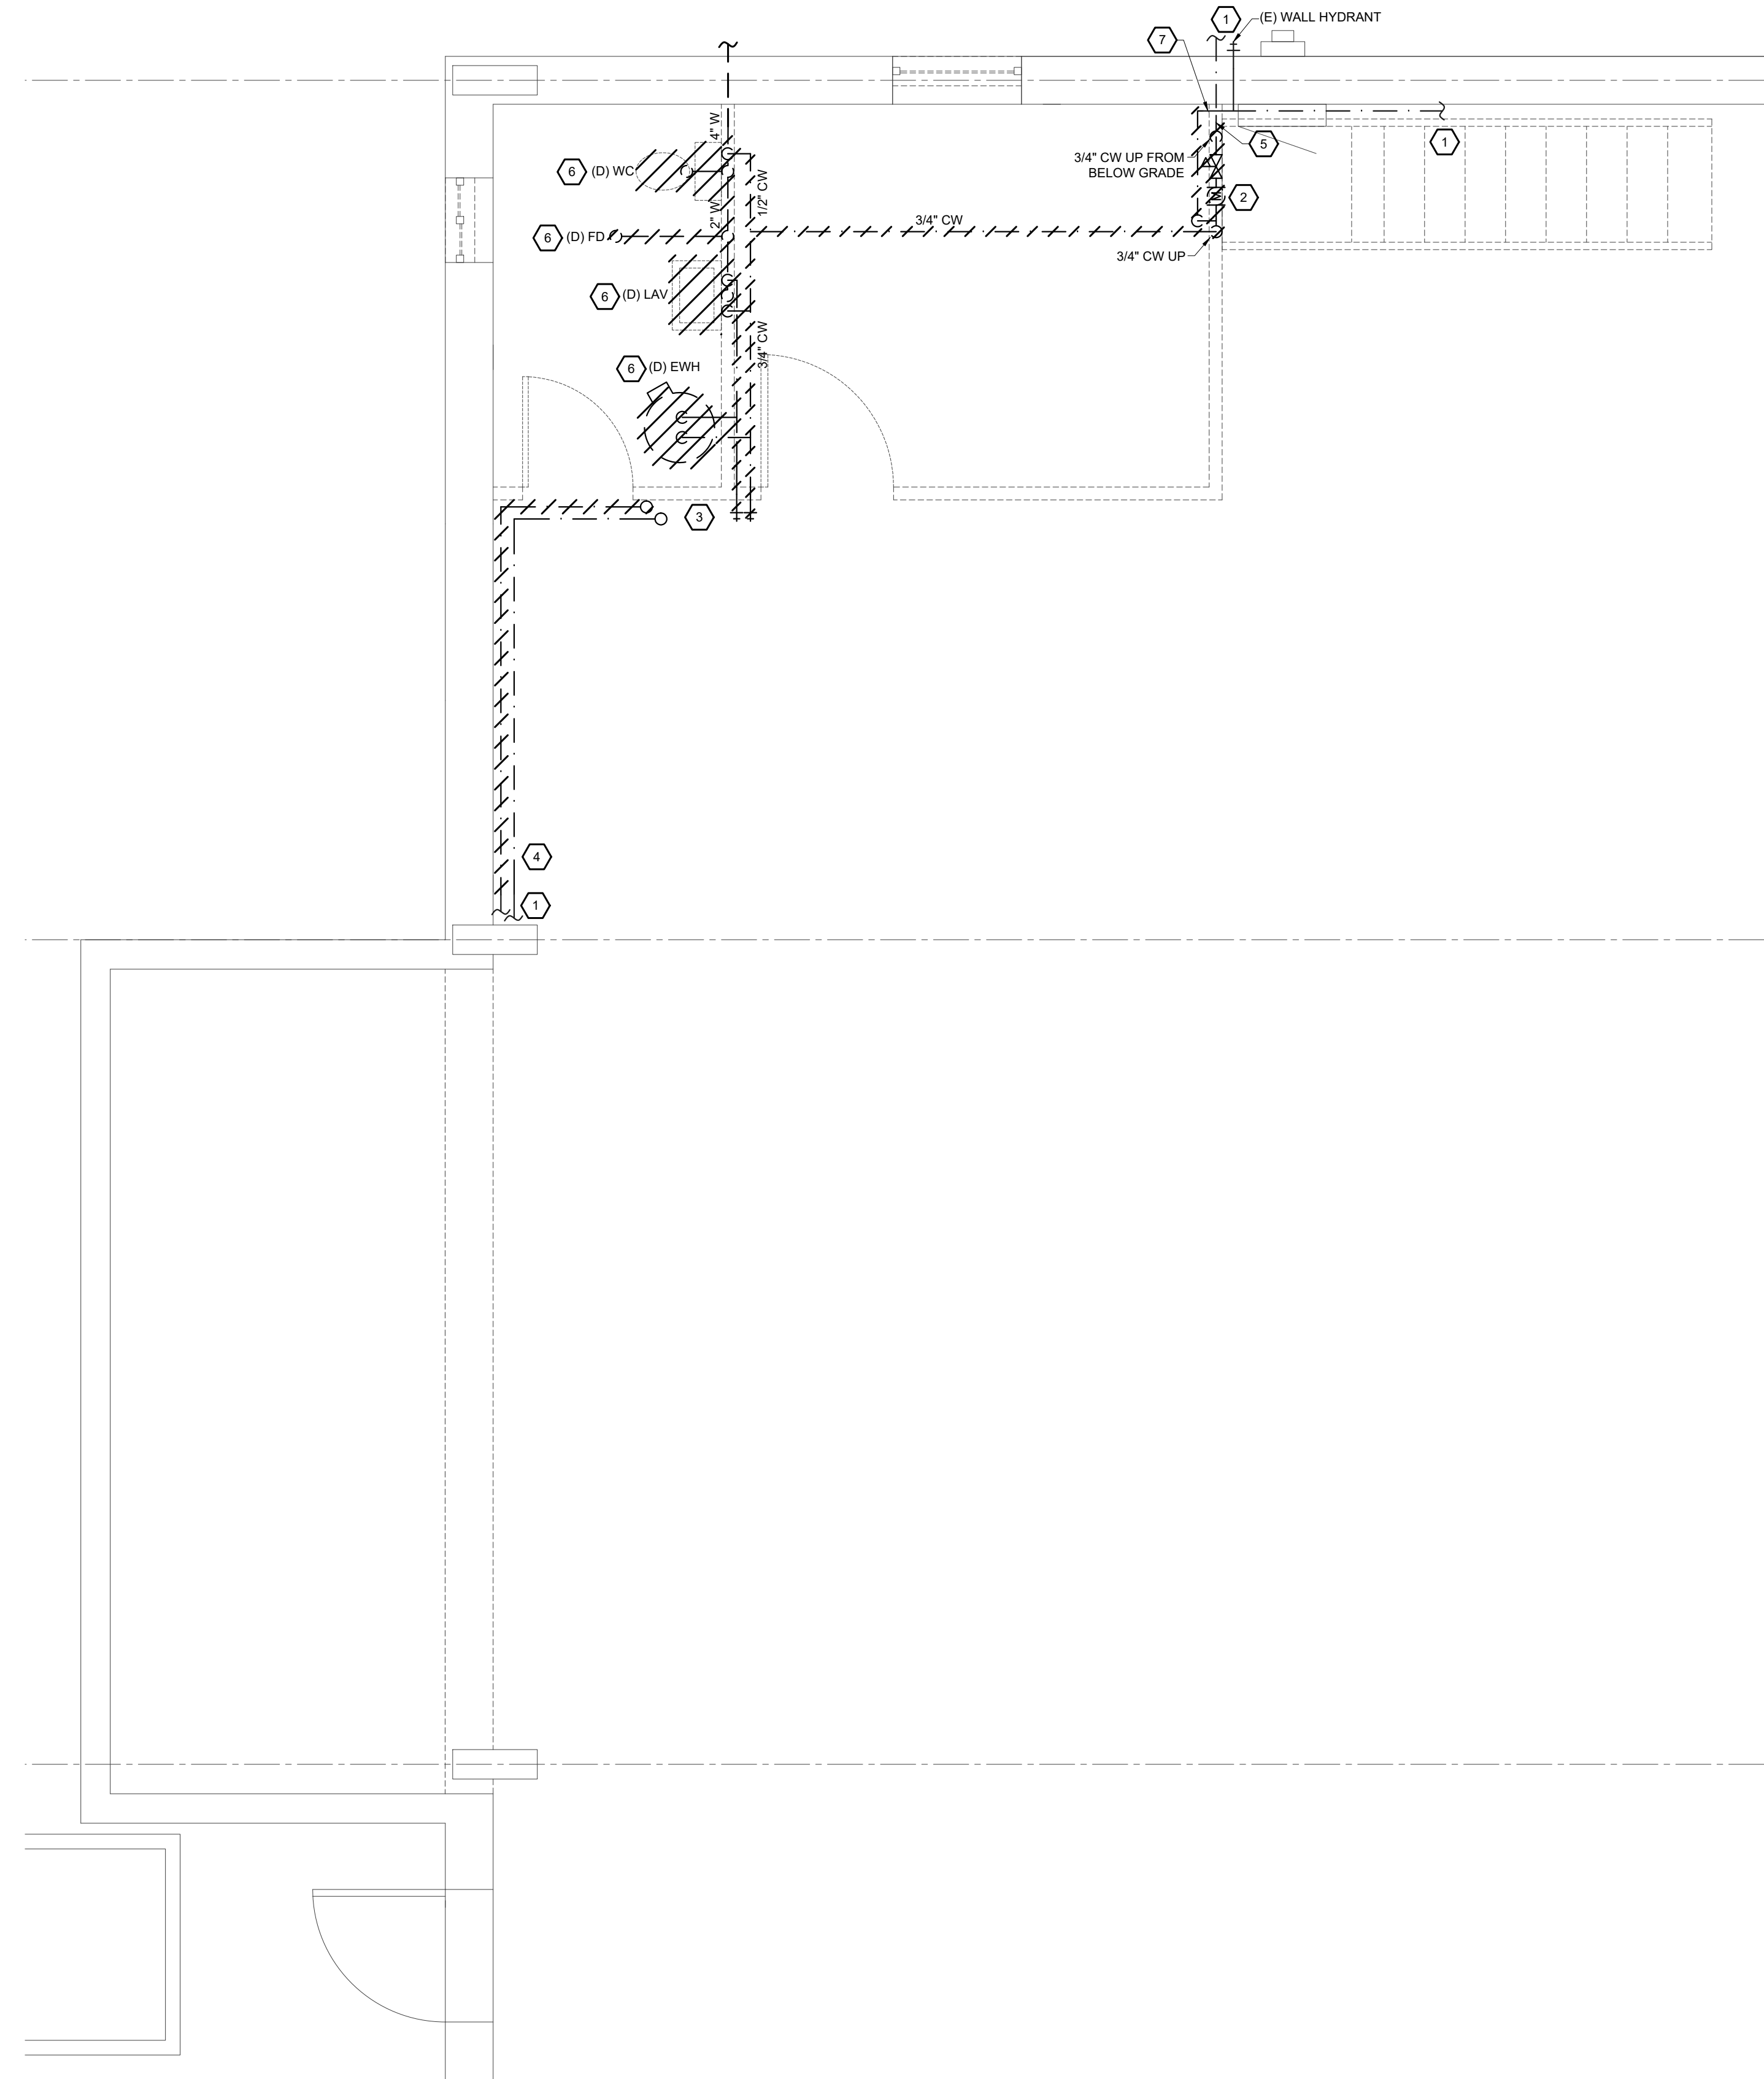 1
(E) WALL HYDRANT
7
4" W
5
1
3/4" CW UP FROM
BELOW GRADE
6
(D) WC
1/2" CW
2
2" W
3/4" CW
6
(D) FD
3/4" CW UP
6
(D) LAV
3/4" CW
6
(D) EWH
3
4
1
M